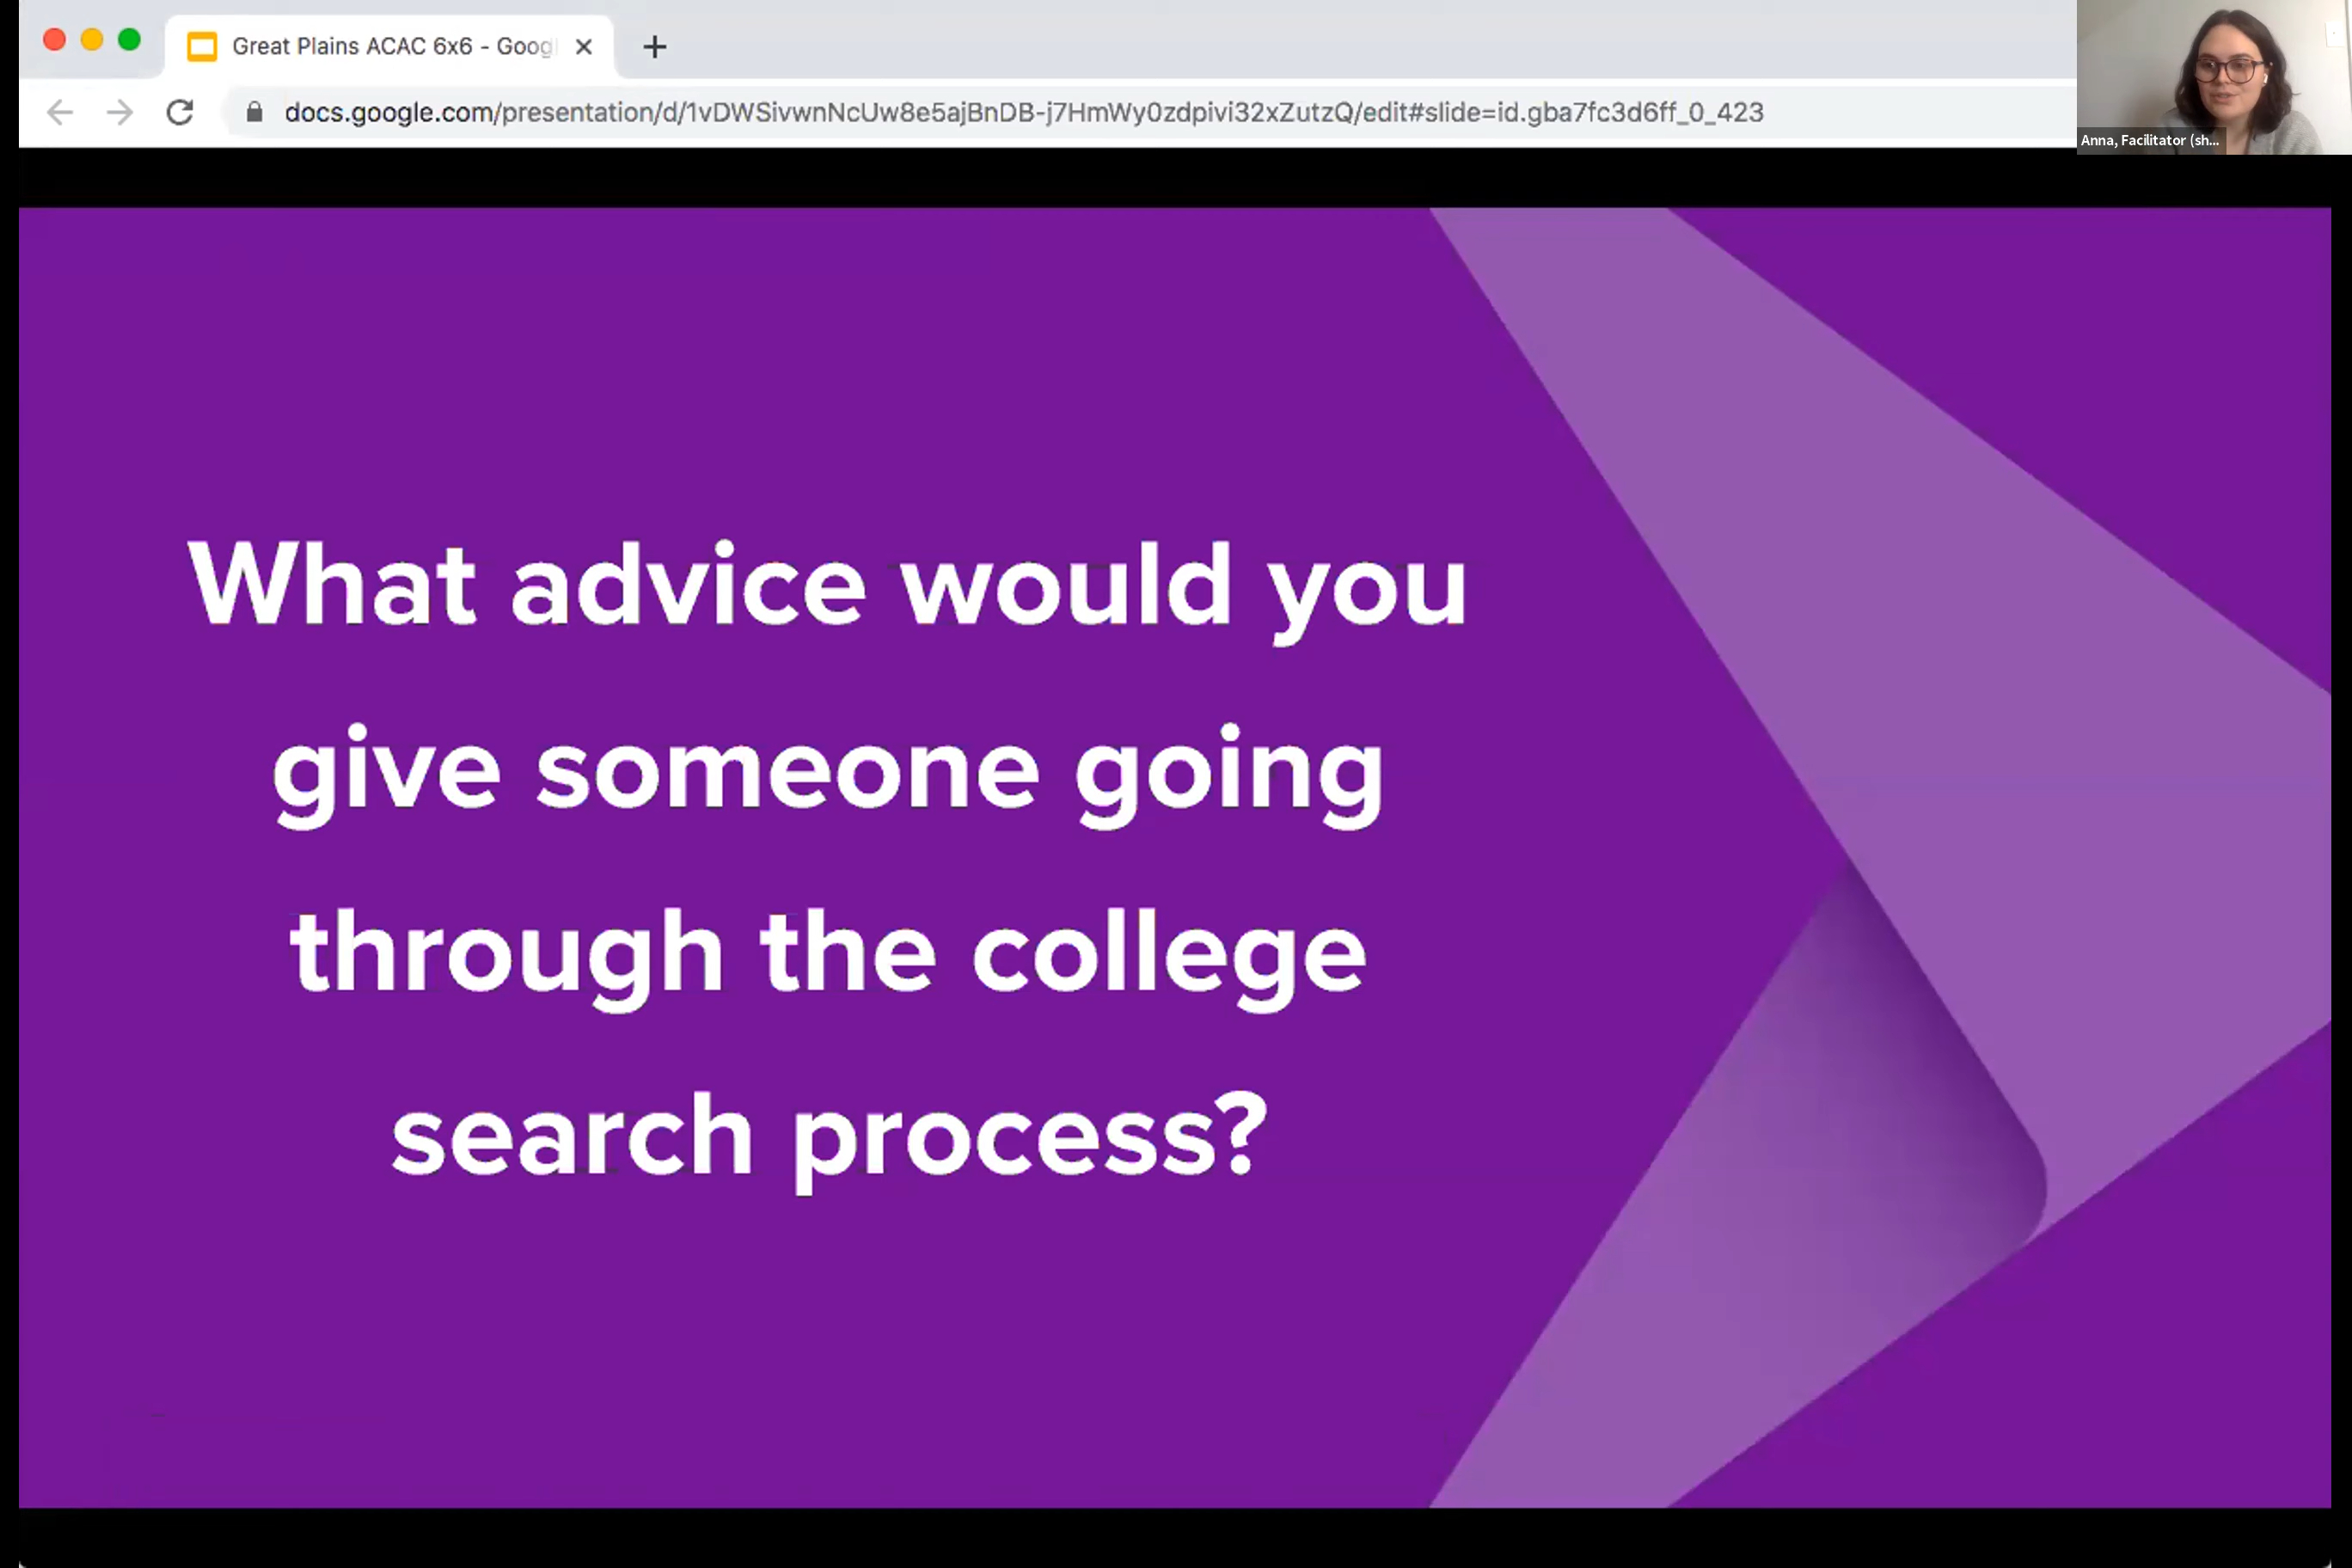 Great Plains ACAC 6x6 - Goog
docs.google.com/presentation/d/1vDWSivwnNcUw8e5ajBnDB-j7HmWy0zdpivi32xZutzQ/edit#slide=id.gba7fc3d6ff_0_423
Anna, Facilitator (sh...
What advice would you
give someone going
through the college
search process?